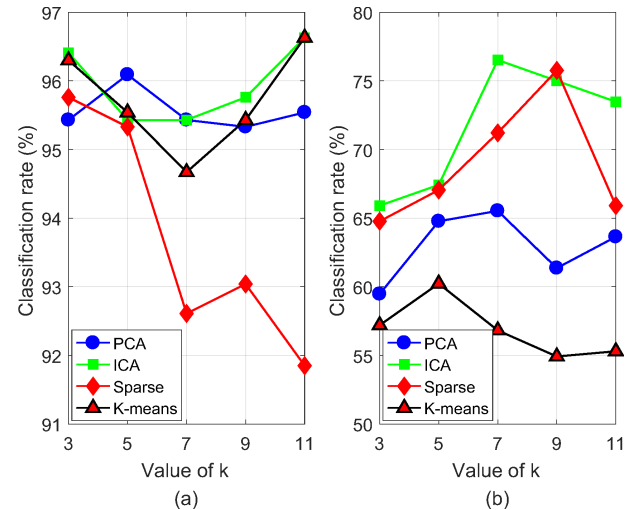 97
96
95
94
93
92
91
Classification rate (%)
PCA
ICA
Sparse
K-means
3 5 7 9 11
Value of k
(a)
80
75
70
65
60
55
50
Classification rate (%)
PCA
ICA
Sparse
K-means
3 5 7 9 11
Value of k
(b)